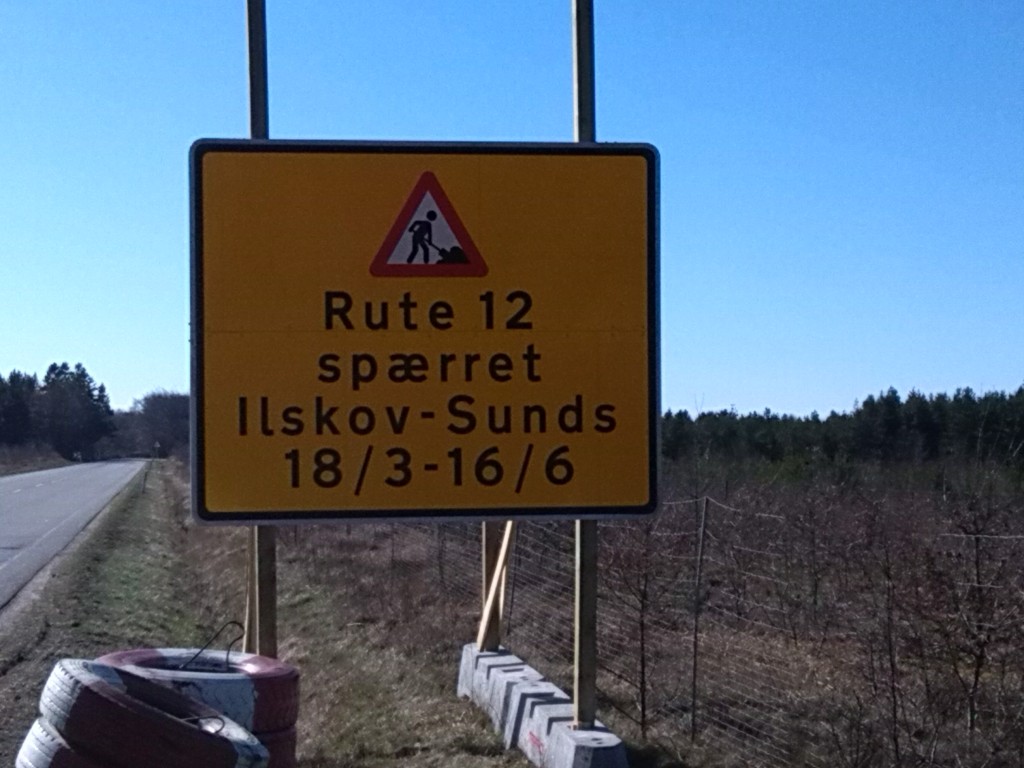 Rute 12
spærret
Ilskov-Sunds
18/3-16/6